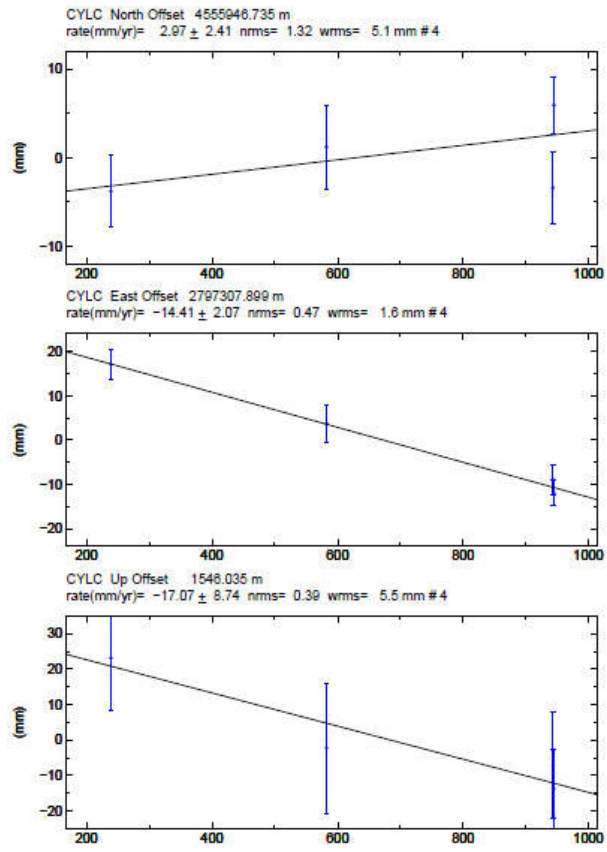 CYLC North Offset 4555946.735 m
rate(mm/yr)= 2.97 ± 2.41 nrms= 1.32 wrms= 5.1 mm # 4
10
0
−10
(mm)
200 400 600 800 1000
CYLC East Offset 2797307.899 m
rate(mm/yr)= −14.41 ± 2.07 nrms= 0.47 wrms= 1.6 mm # 4
20
10
0
−10
−20
(mm)
200 400 600 800 1000
CYLC Up Offset 1546.035 m
rate(mm/yr)= −17.07 ± 8.74 nrms= 0.39 wrms= 5.5 mm # 4
30
20
10
0
−10
−20
(mm)
200 400 600 800 1000